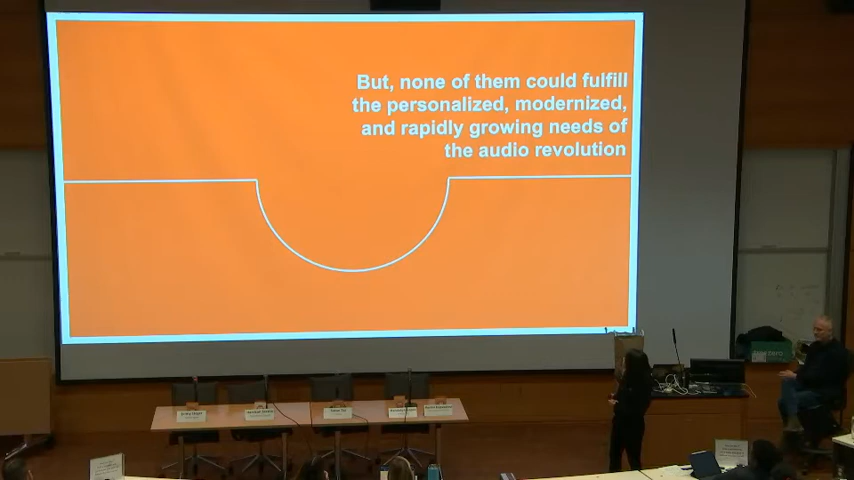 But, none of them could fulfill
the personalized, modernized,
and rapidly growing needs of
the audio revolution